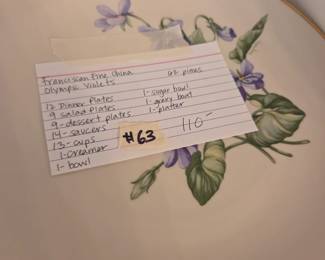 Franciscan Fine China
Olympic Violets
62 pieces
12 Dinner Plates
9 salad Plates
9-dessert plates
14-saucers
13-cups
1-creamer
1-bowl
1-sugar bowl
1-gravy boat
1-platter
#63
110-